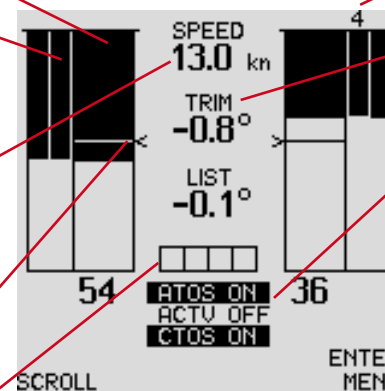 4
SPEED
13.0 kn
TRIM
-0.8°
< >
LIST
-0.1°
54 ATOS ON 36
ACTV OFF
CTOS ON
ENTE
SCROLL MEN